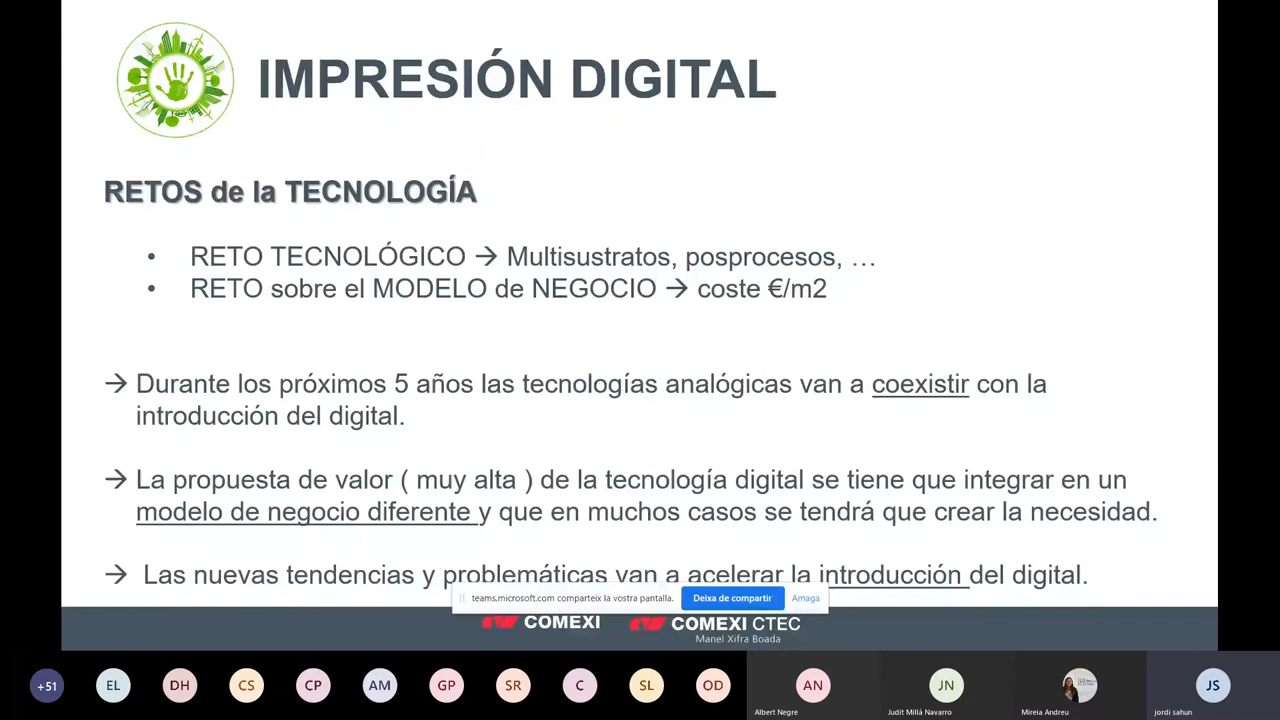 IMPRESIÓN DIGITAL
RETOS de la TECNOLOGÍA
• RETO TECNOLÓGICO → Multisustratos, posprocesos, …
• RETO sobre el MODELO de NEGOCIO → coste €/m2
→ Durante los próximos 5 años las tecnologías analógicas van a coexistir con la
introducción del digital.
→ La propuesta de valor ( muy alta ) de la tecnología digital se tiene que integrar en un
modelo de negocio diferente y que en muchos casos se tendrá que crear la necesidad.
→ Las nuevas tendencias y problemáticas van a acelerar la introducción del digital.
teams.microsoft.com comparteix la vostra pantalla. Deixa de compartir Amaga
COMEXI COMEXI CTEC
Manel Xifra Boada
+51 EL DH CS CP AM GP SR C SL OD AN JN JS
Albert Negre Judit Millà Navarro Mireia Andreu jordi sahun